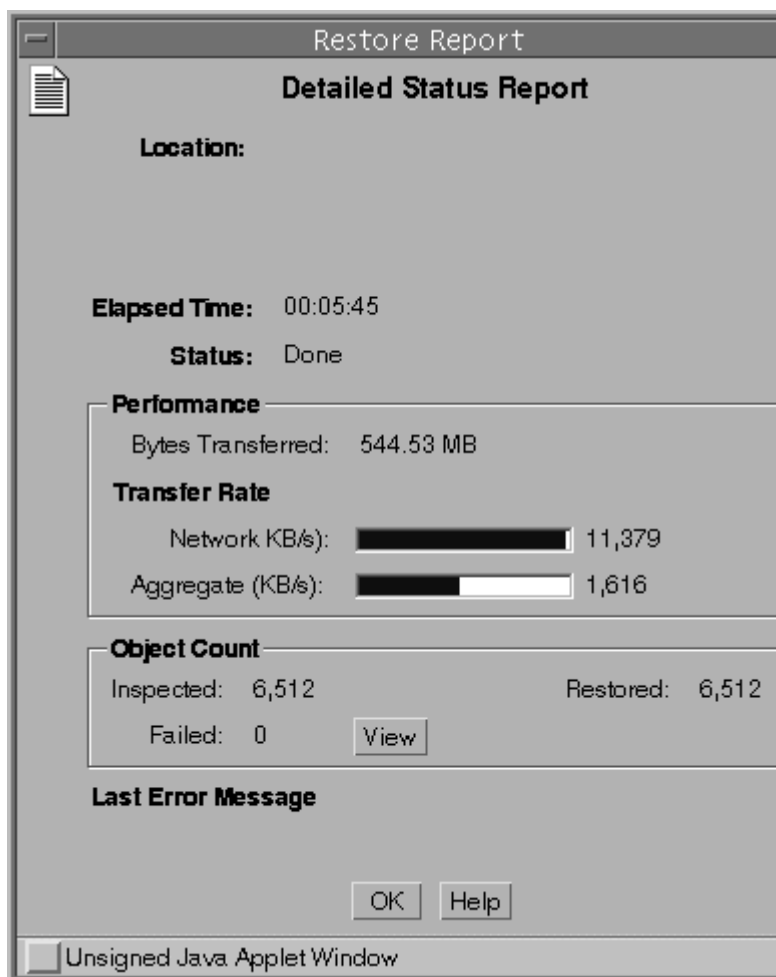 Restore Report
Detailed Status Report
Location:
Elapsed Time: 00:05:45
Status: Done
Performance
Bytes Transferred: 544.53 MB
Transfer Rate
Network KB/s): 11,379
Aggregate (KB/s): 1,616
Object Count
Inspected: 6,512 Restored: 6,512
Failed: 0 View
Last Error Message
OK Help
Unsigned Java Applet Window